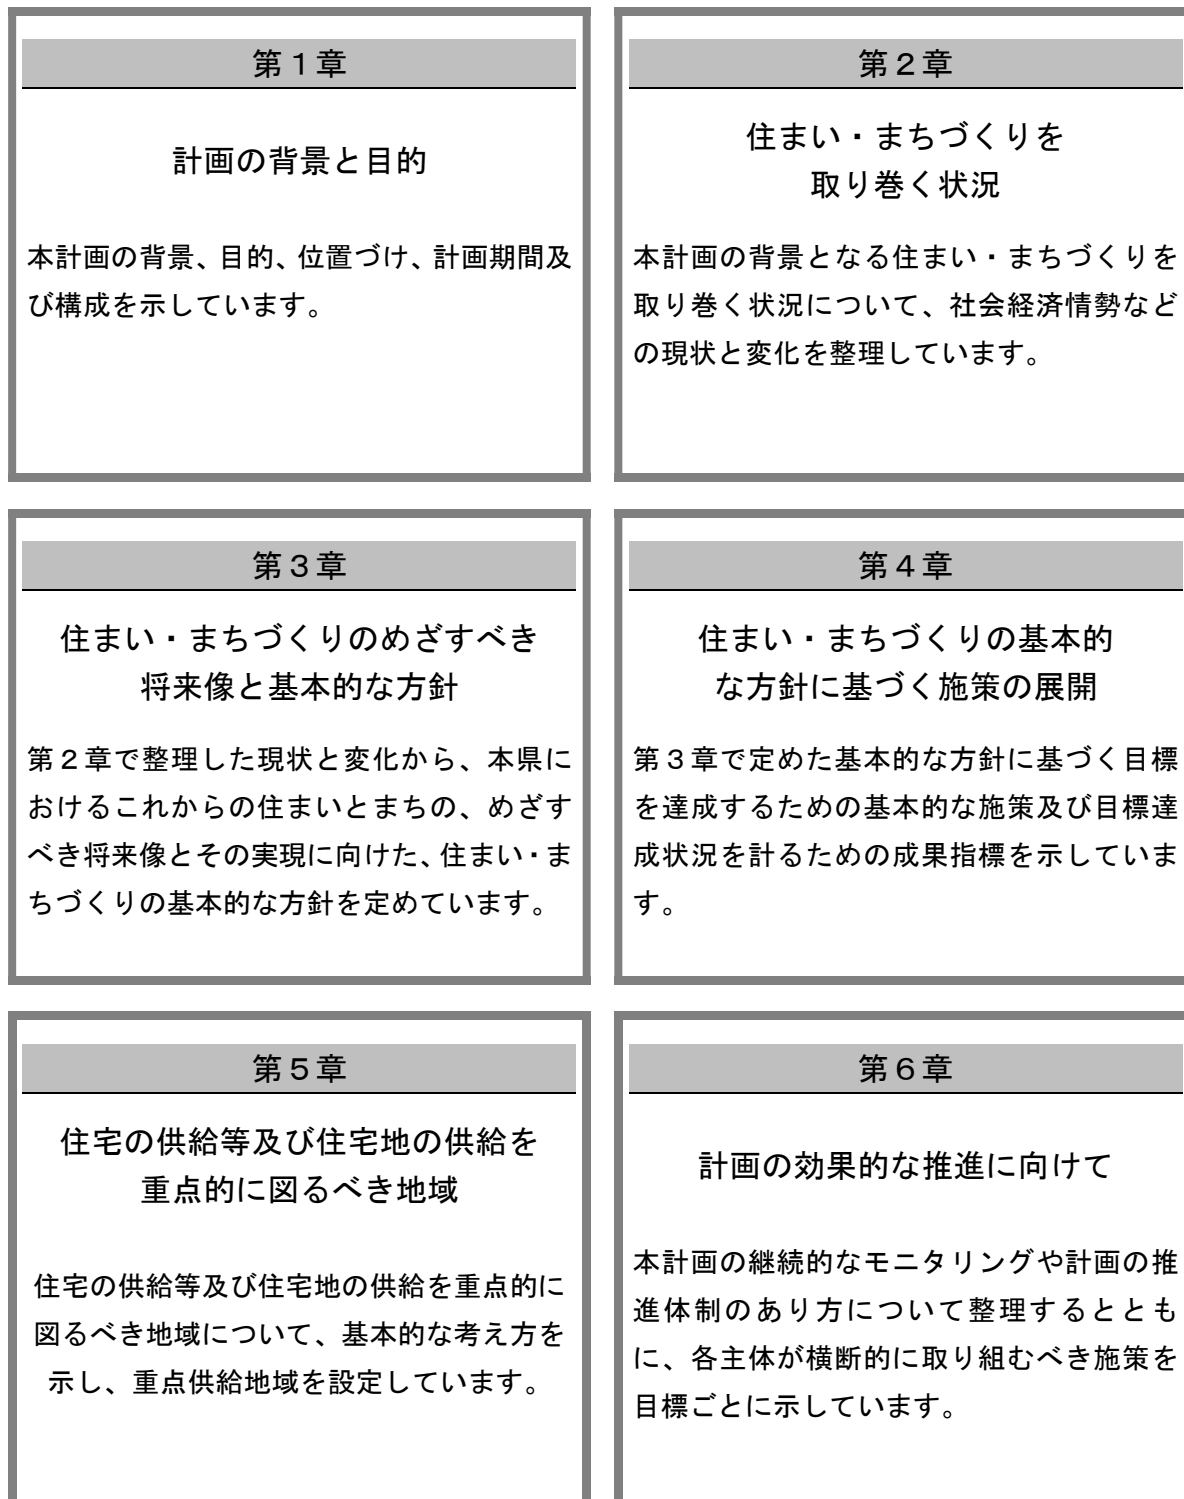 第１章
計画の背景と目的
本計画の背景、目的、位置づけ、計画期間及
び構成を示しています。
第２章
住まい・まちづくりを
取り巻く状況
本計画の背景となる住まい・まちづくりを
取り巻く状況について、社会経済情勢など
の現状と変化を整理しています。
第３章
住まい・まちづくりのめざすべき
将来像と基本的な方針
第２章で整理した現状と変化から、本県に
おけるこれからの住まいとまちの、めざす
べき将来像とその実現に向けた、住まい・ま
ちづくりの基本的な方針を定めています。
第４章
住まい・まちづくりの基本的
な方針に基づく施策の展開
第３章で定めた基本的な方針に基づく目標
を達成するための基本的な施策及び目標達
成状況を計るための成果指標を示していま
す。
第５章
住宅の供給等及び住宅地の供給を
重点的に図るべき地域
住宅の供給等及び住宅地の供給を重点的に
図るべき地域について、基本的な考え方を
示し、重点供給地域を設定しています。
第６章
計画の効果的な推進に向けて
本計画の継続的なモニタリングや計画の推
進体制のあり方について整理するととも
に、各主体が横断的に取り組むべき施策を
目標ごとに示しています。